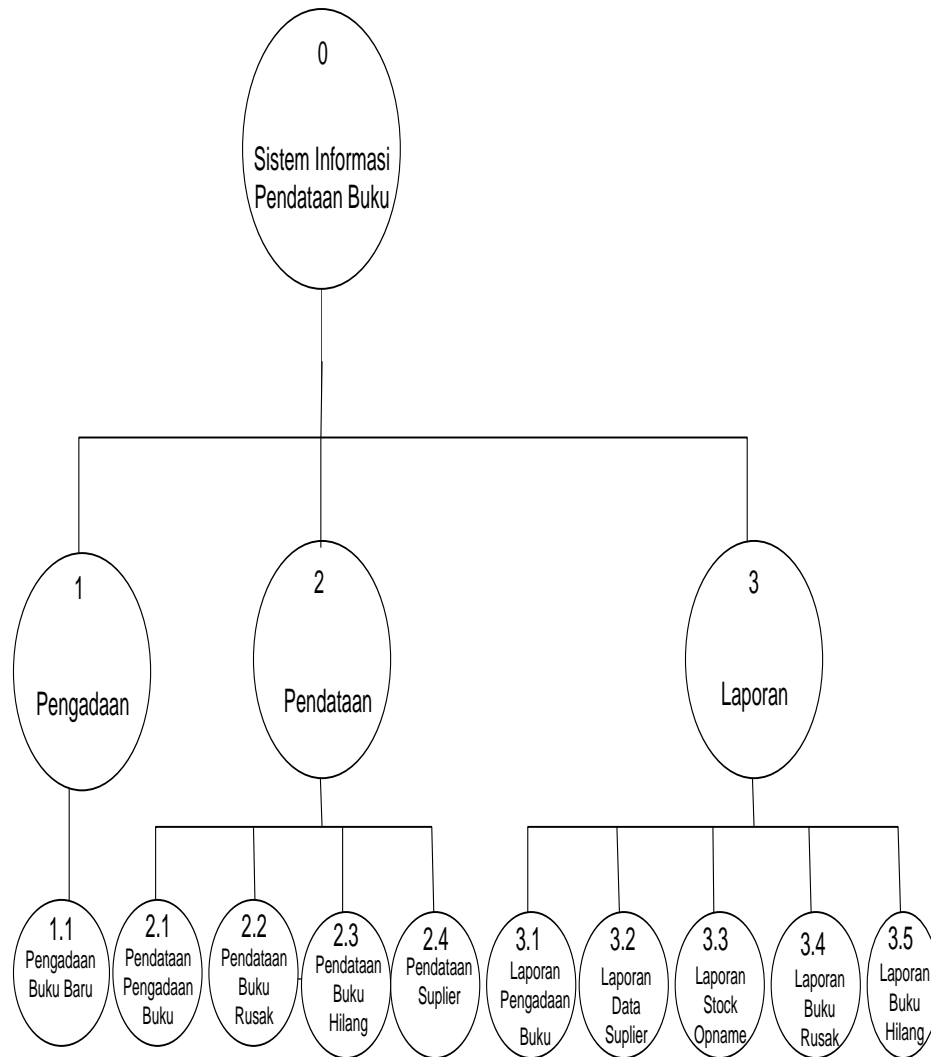 0
Sistem Informasi
Pendataan Buku
1
Pengadaan
2
Pendataan
3
Laporan
1.1
Pengadaan
Buku Baru
2.1
Pendataan
Pengadaan
Buku
2.2
Pendataan
Buku
Rusak
2.3
Pendataan
Buku
Hilang
2.4
Pendataan
Suplier
3.1
Laporan
Pengadaan
Buku
3.2
Laporan
Data
Suplier
3.3
Laporan
Stock
Opname
3.4
Laporan
Buku
Rusak
3.5
Laporan
Buku
Hilang